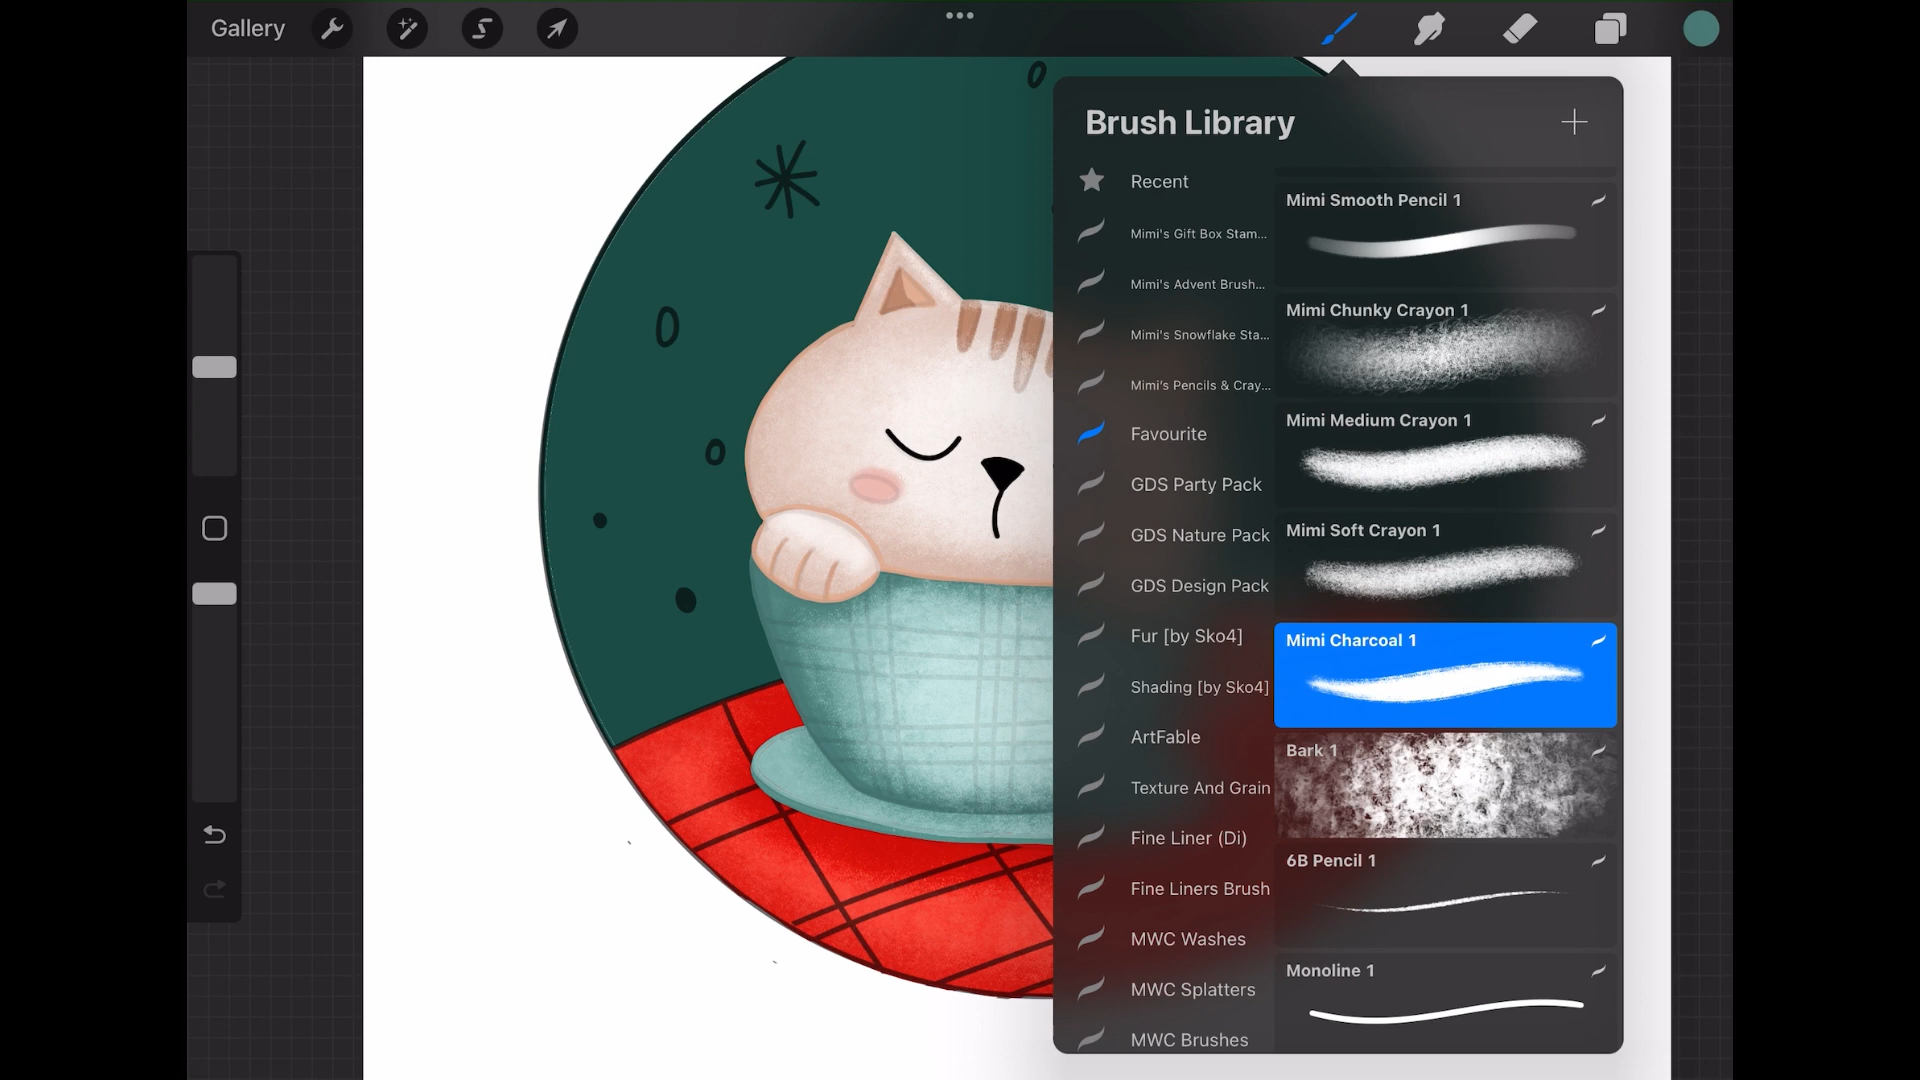 Gallery
Brush Library
Recent
Mimi's Gift Box Stam...
Mimi's Advent Brush...
Mimi's Snowflake Sta...
Mimi's Pencils & Cray...
Favourite
GDS Party Pack
GDS Nature Pack
GDS Design Pack
Fur [by Sko4]
Shading [by Sko4]
ArtFable
Texture And Grain
Fine Liner (Di)
Fine Liners Brush
MWC Washes
MWC Splatters
MWC Brushes
Mimi Smooth Pencil 1
Mimi Chunky Crayon 1
Mimi Medium Crayon 1
Mimi Soft Crayon 1
Mimi Charcoal 1
Bark 1
6B Pencil 1
Monoline 1